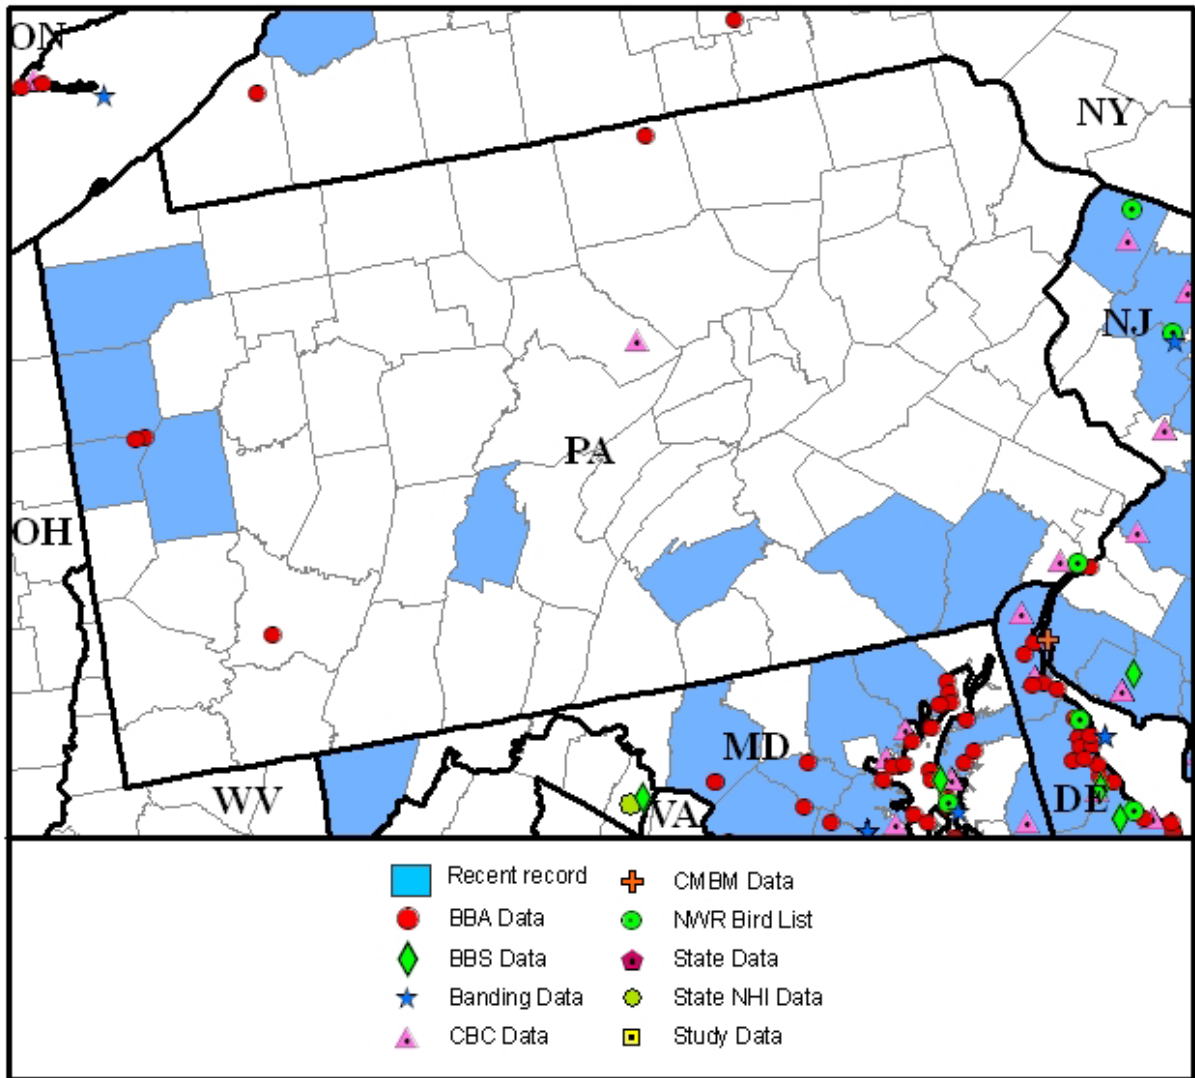 ON
NY
NJ
PA
OH
MD
WV
VA
DE
Recent record
CMBM Data
BBA Data
NWR Bird List
BBS Data
State Data
Banding Data
State NHI Data
CBC Data
Study Data